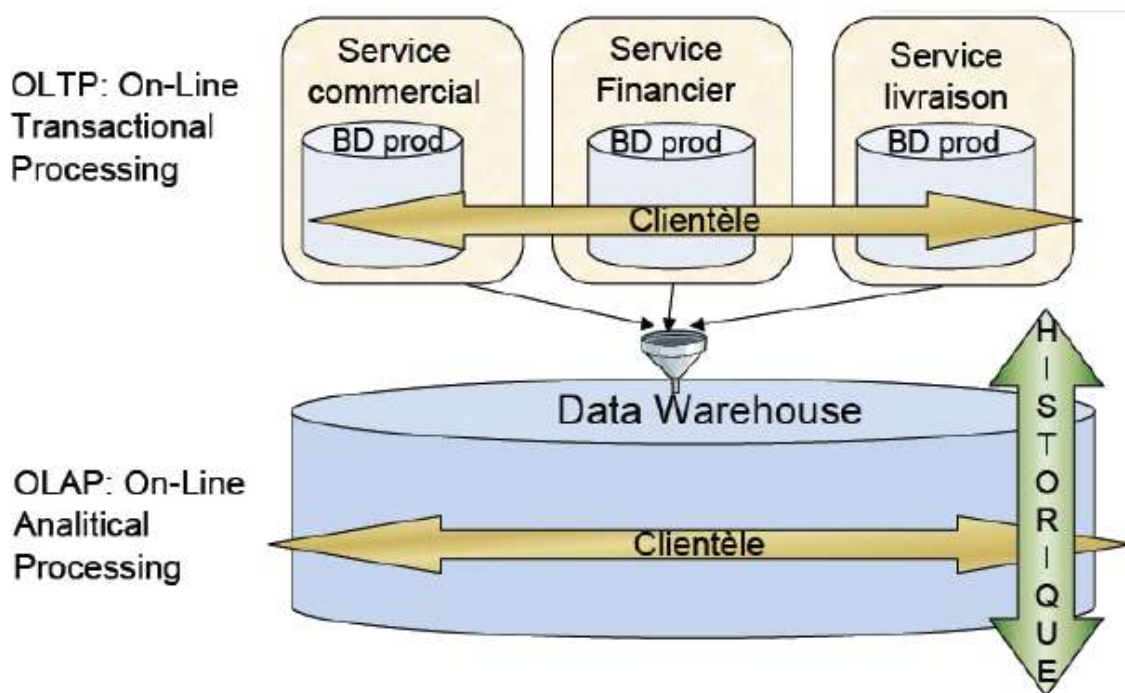 OLTP: On-Line
Transactional
Processing
Service
commercial
BD prod
Service
Financier
BD prod
Service
livraison
BD prod
Clientèle
Data Warehouse
OLAP: On-Line
Analitical
Processing
Clientèle
HISTORIQUE